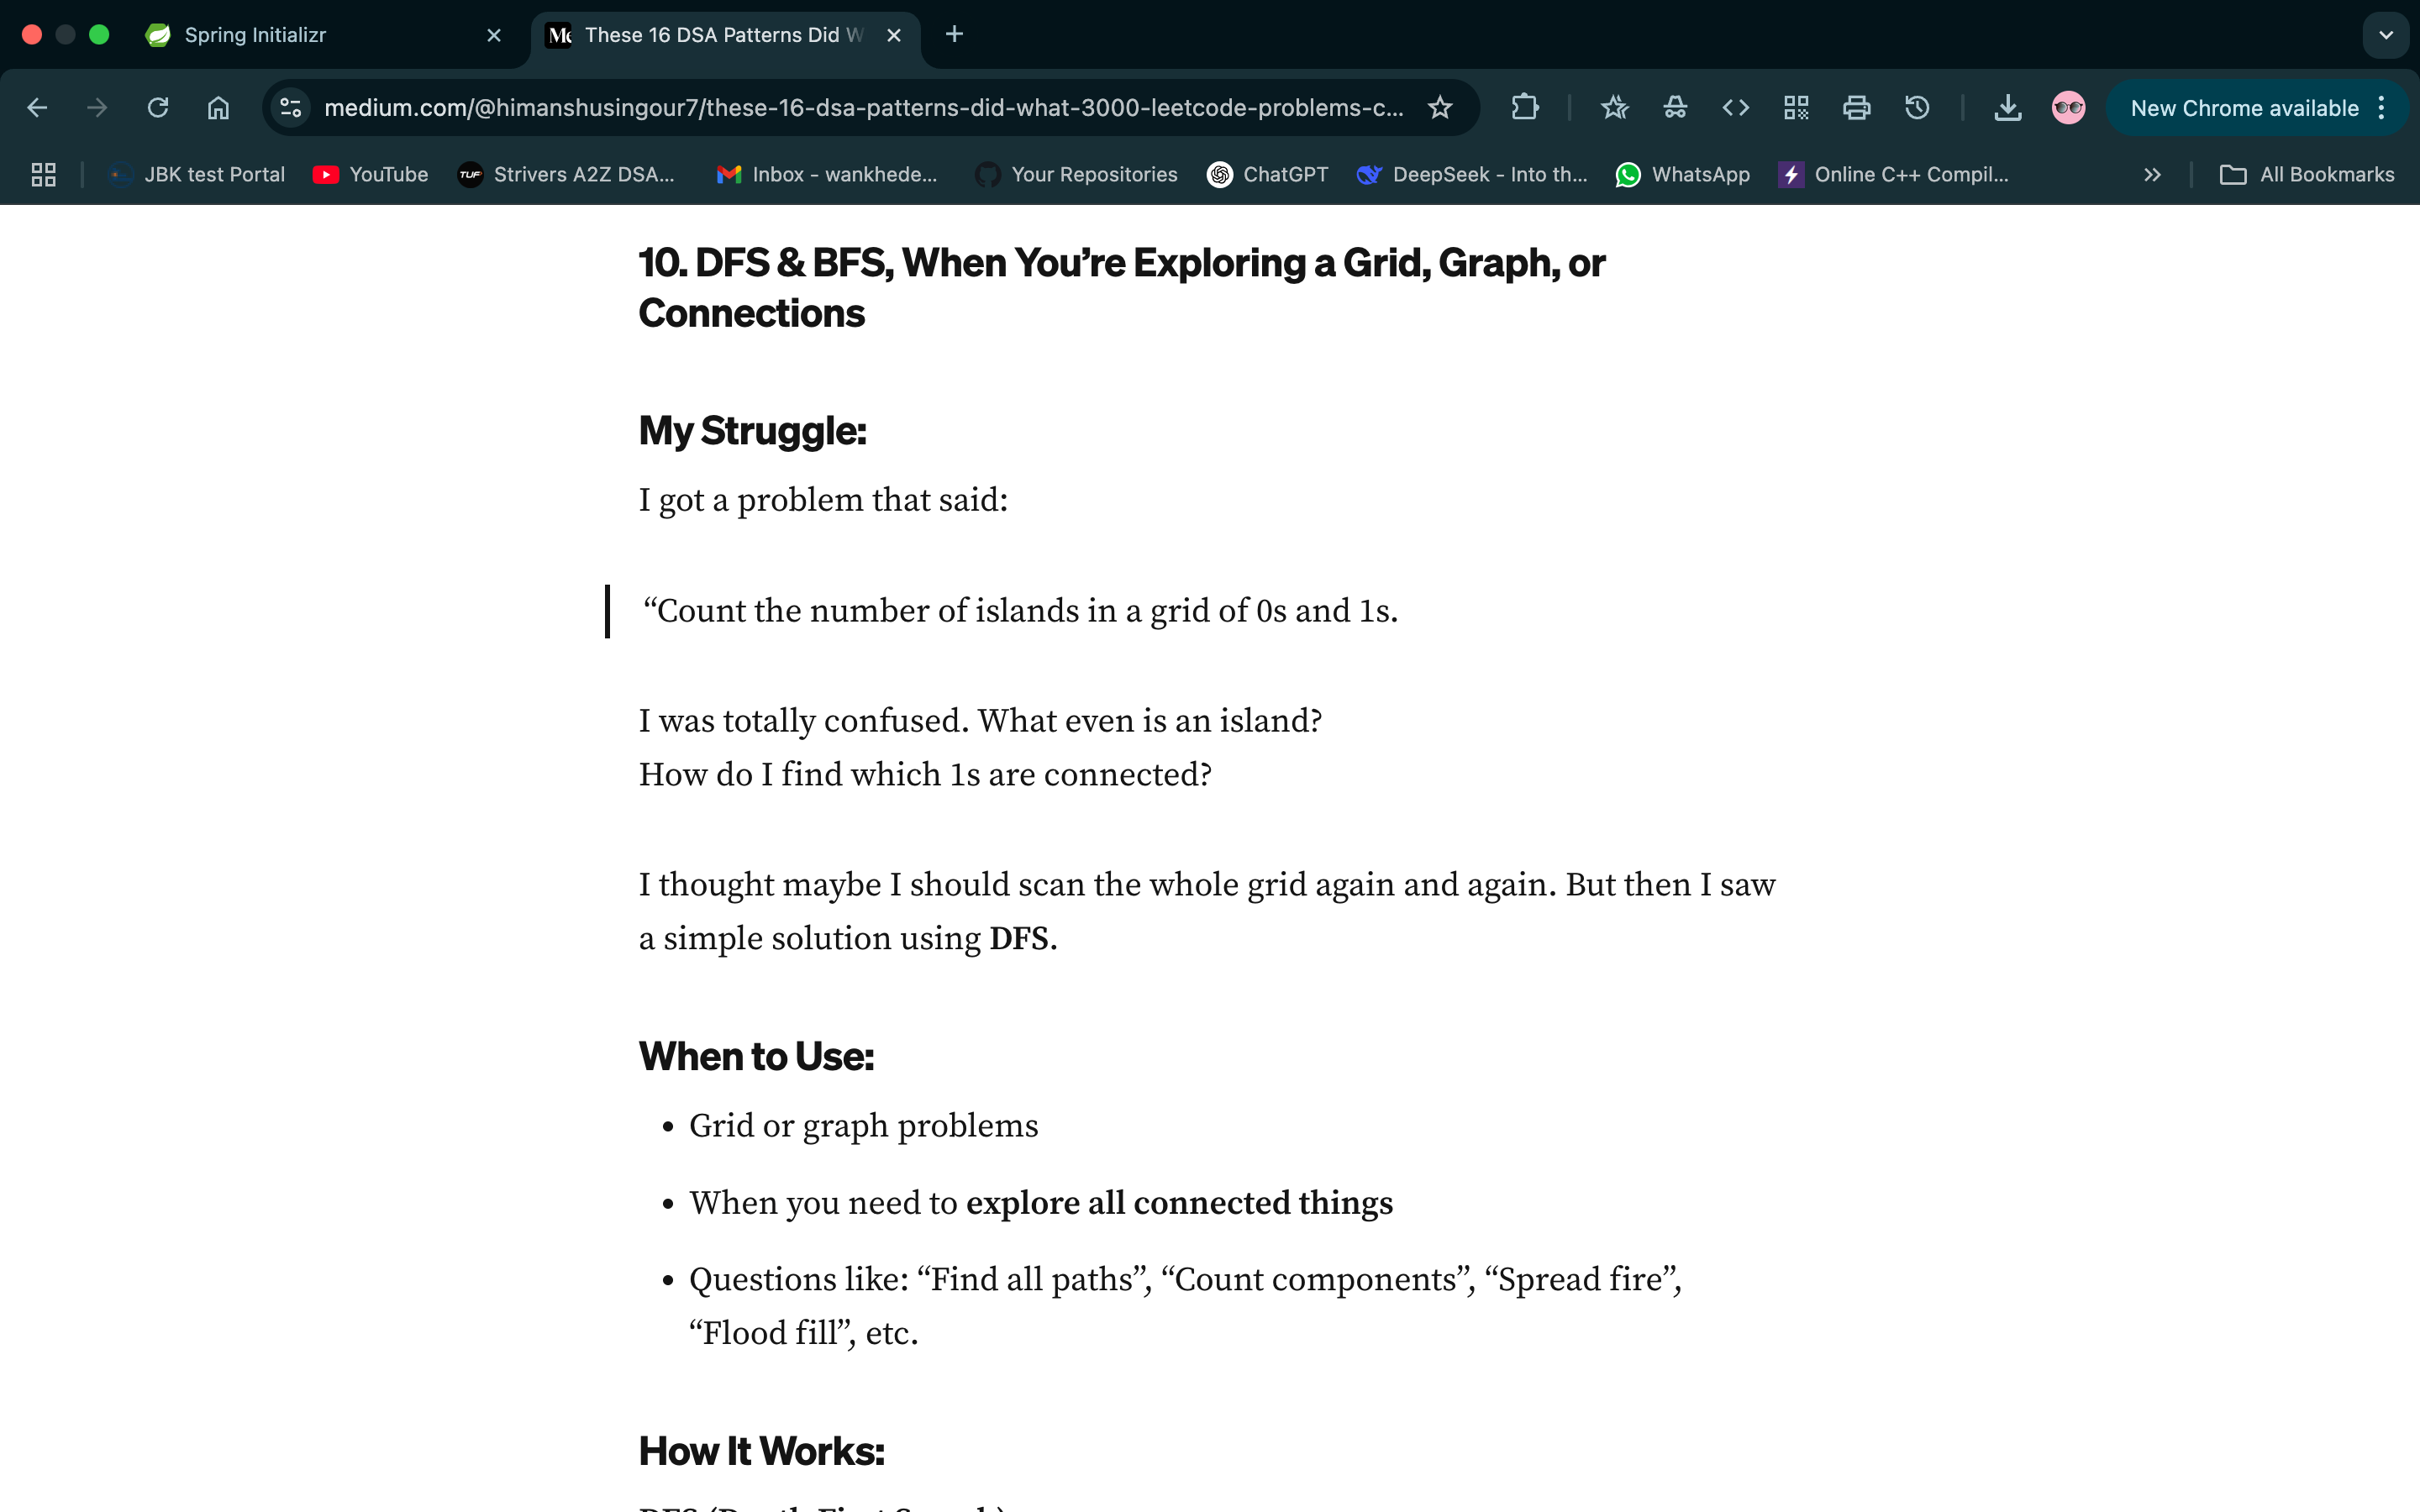 Spring Initializr
These 16 DSA Patterns Did W
medium.com/@himanshusingour7/these-16-dsa-patterns-did-what-3000-leetcode-problems-c...
New Chrome available
JBK test Portal
YouTube
TUF
Strivers A2Z DSA...
Inbox - wankhede...
Your Repositories
ChatGPT
DeepSeek - Into th...
WhatsApp
Online C++ Compil...
All Bookmarks
10. DFS & BFS, When You’re Exploring a Grid, Graph, or
Connections
My Struggle:
I got a problem that said:
“Count the number of islands in a grid of 0s and 1s.
I was totally confused. What even is an island?
How do I find which 1s are connected?
I thought maybe I should scan the whole grid again and again. But then I saw
a simple solution using DFS.
When to Use:
• Grid or graph problems
• When you need to explore all connected things
• Questions like: “Find all paths”, “Count components”, “Spread fire”,
“Flood fill”, etc.
How It Works: